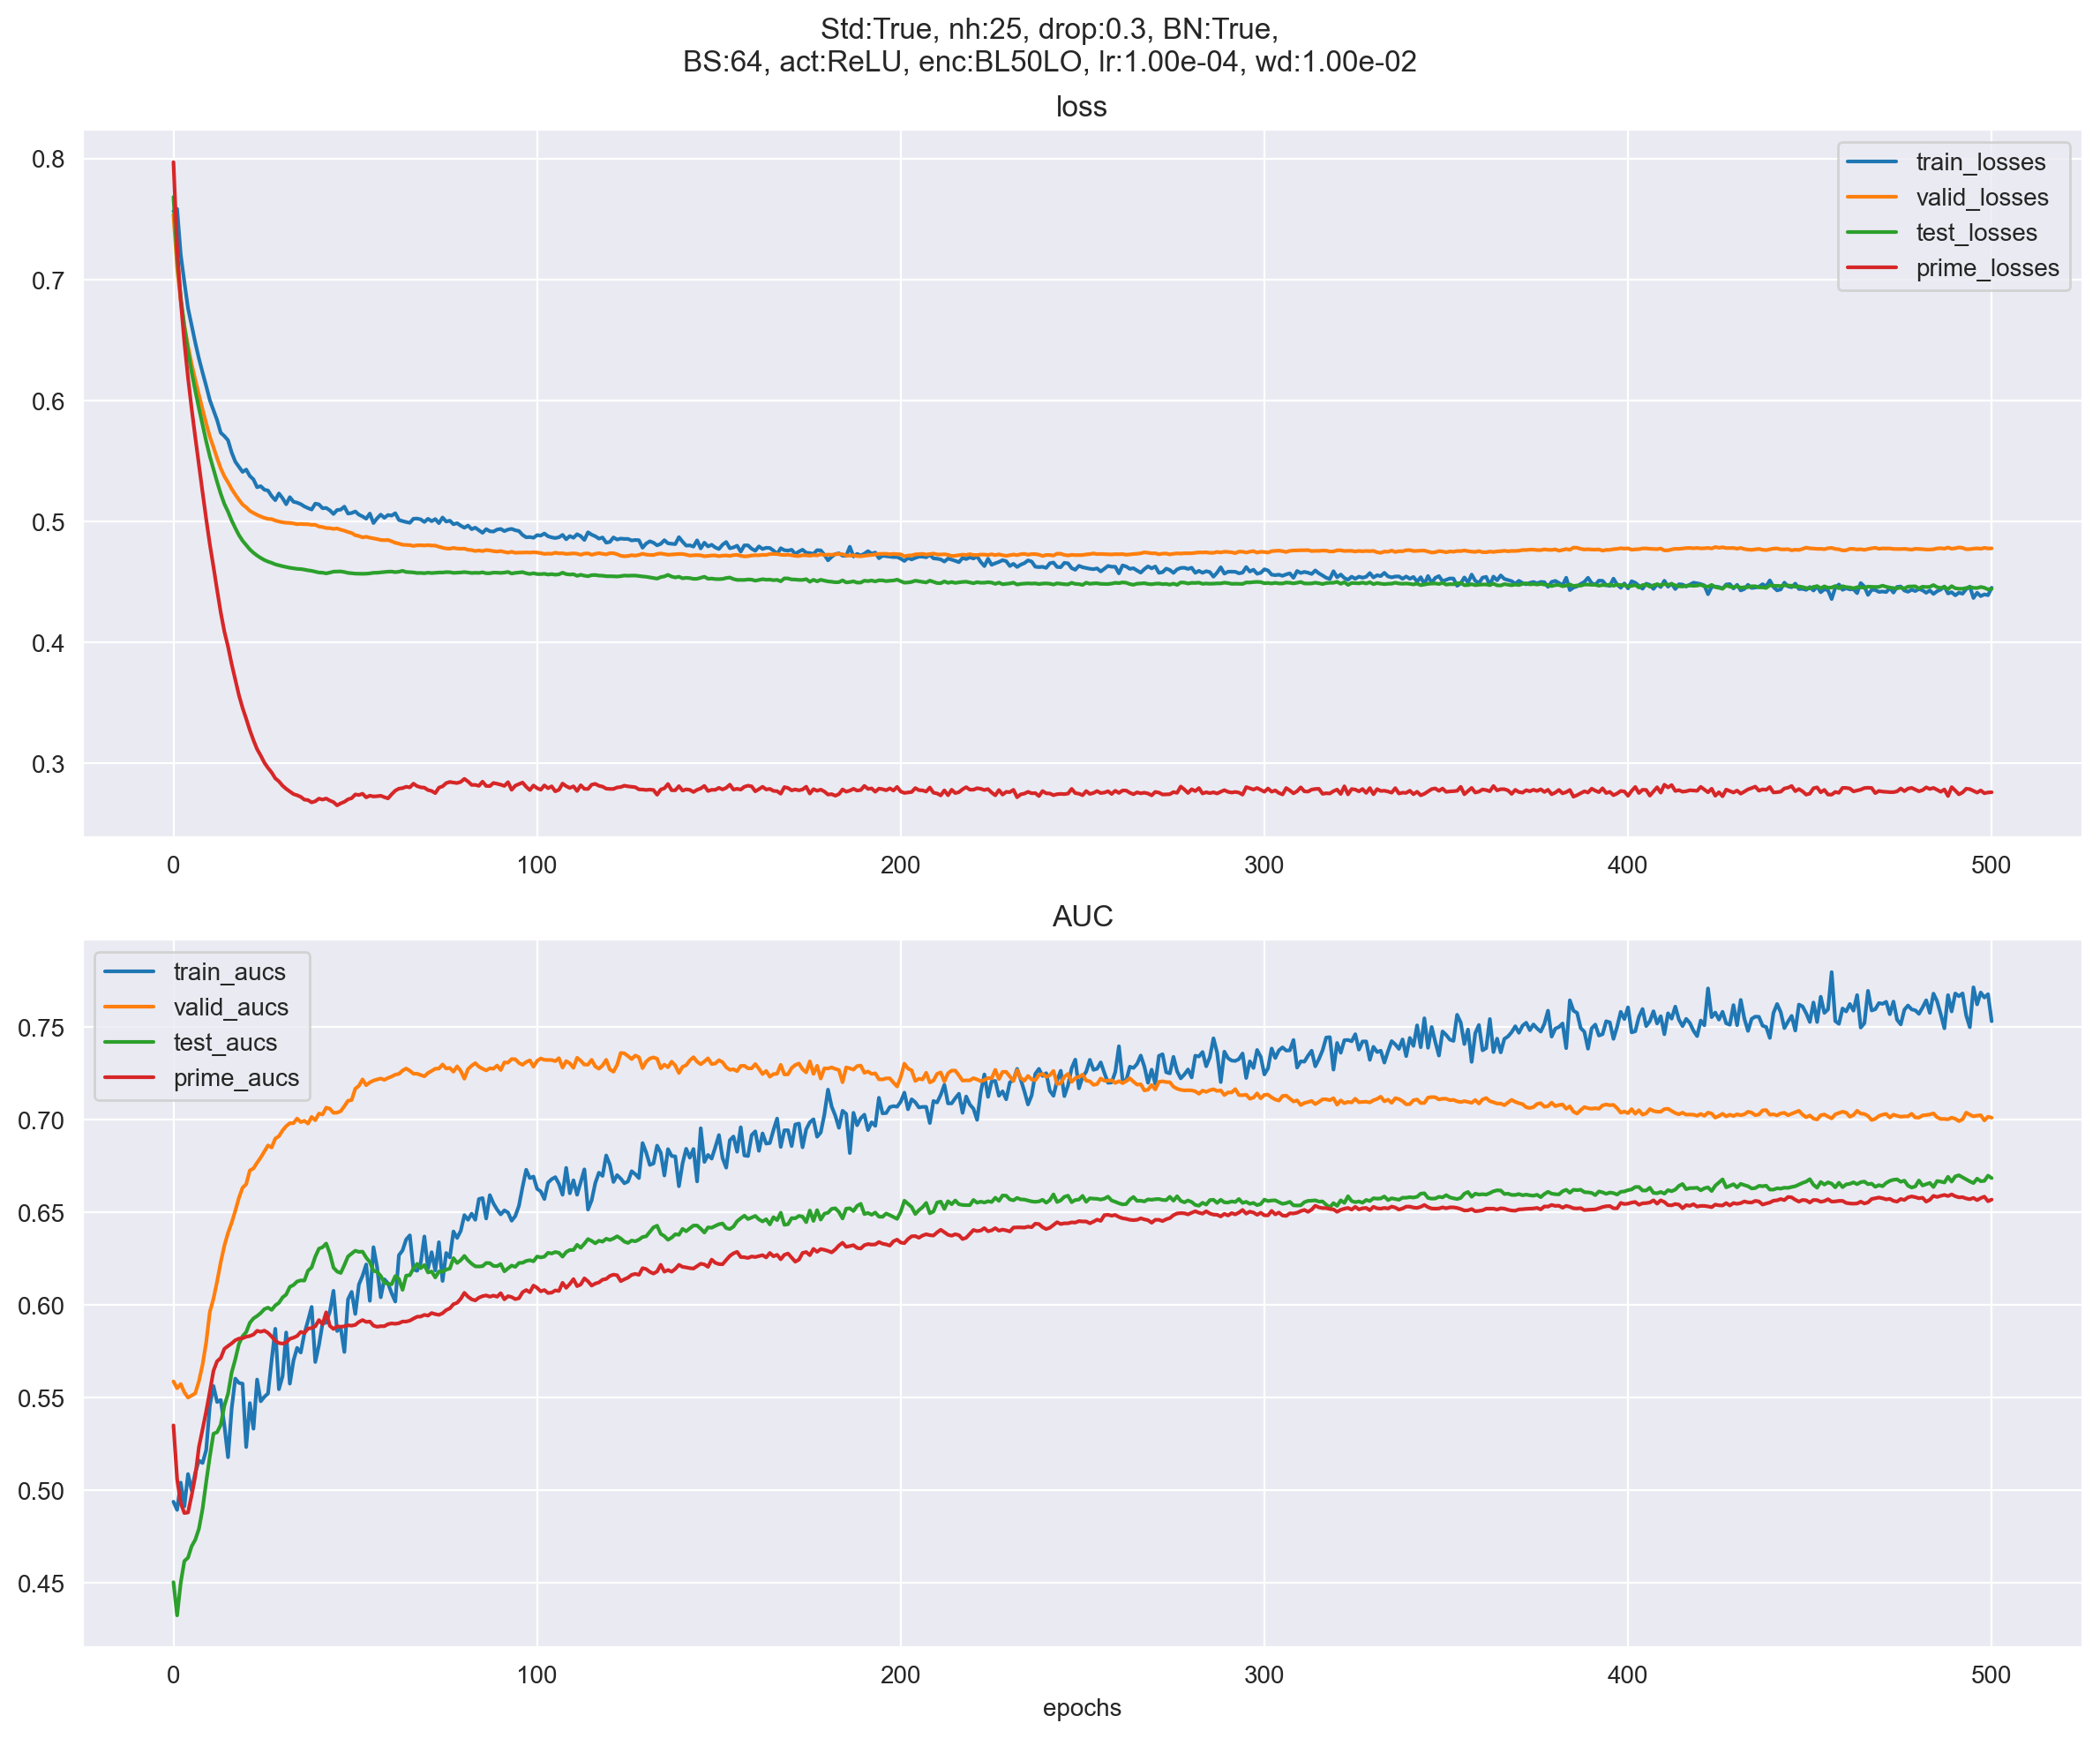 Std:True, nh:25, drop:0.3, BN:True,
BS:64, act:ReLU, enc:BL50LO, lr:1.00e-04, wd:1.00e-02
loss
0.8
0.7
0.6
0.5
0.4
0.3
train_losses
valid_losses
test_losses
prime_losses
0 100 200 300 400 500
AUC
train_aucs
valid_aucs
test_aucs
prime_aucs
0.75
0.70
0.65
0.60
0.55
0.50
0.45
0 100 200 300 400 500
epochs